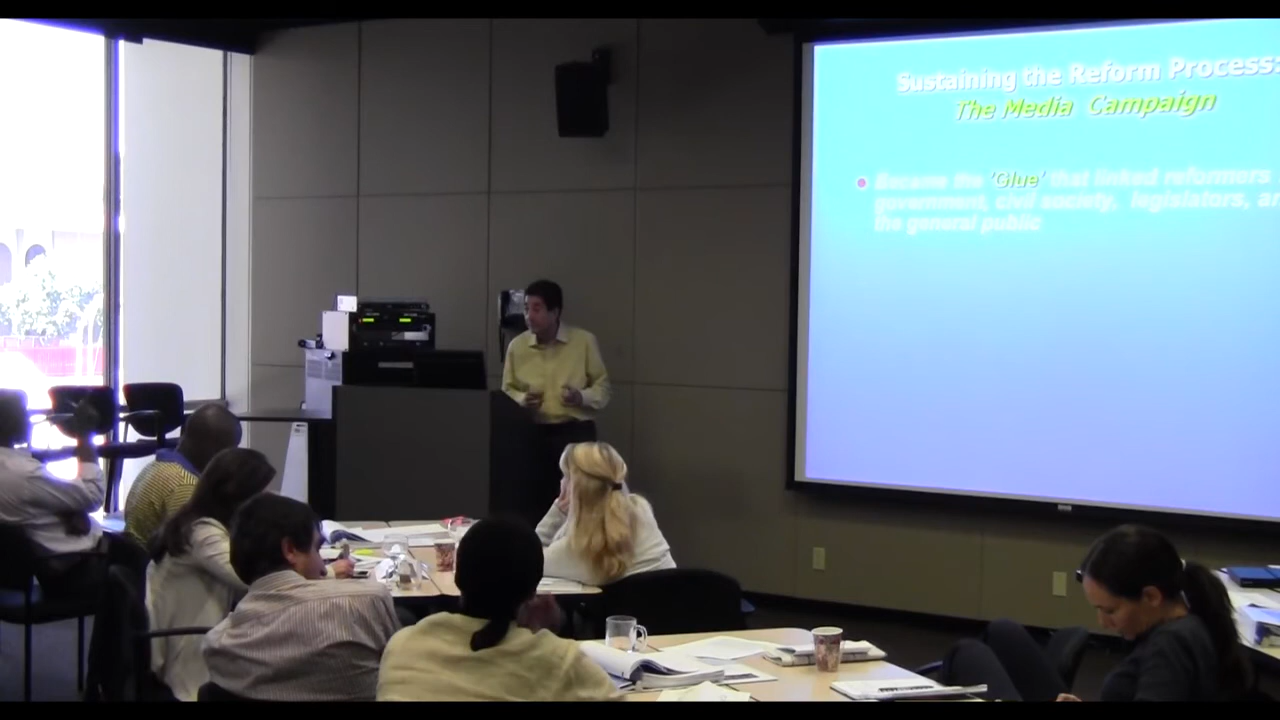 Sustaining the Reform Process:
The Media Campaign
Became the 'Glue' that linked reformers
government, civil society, legislators,
the general public